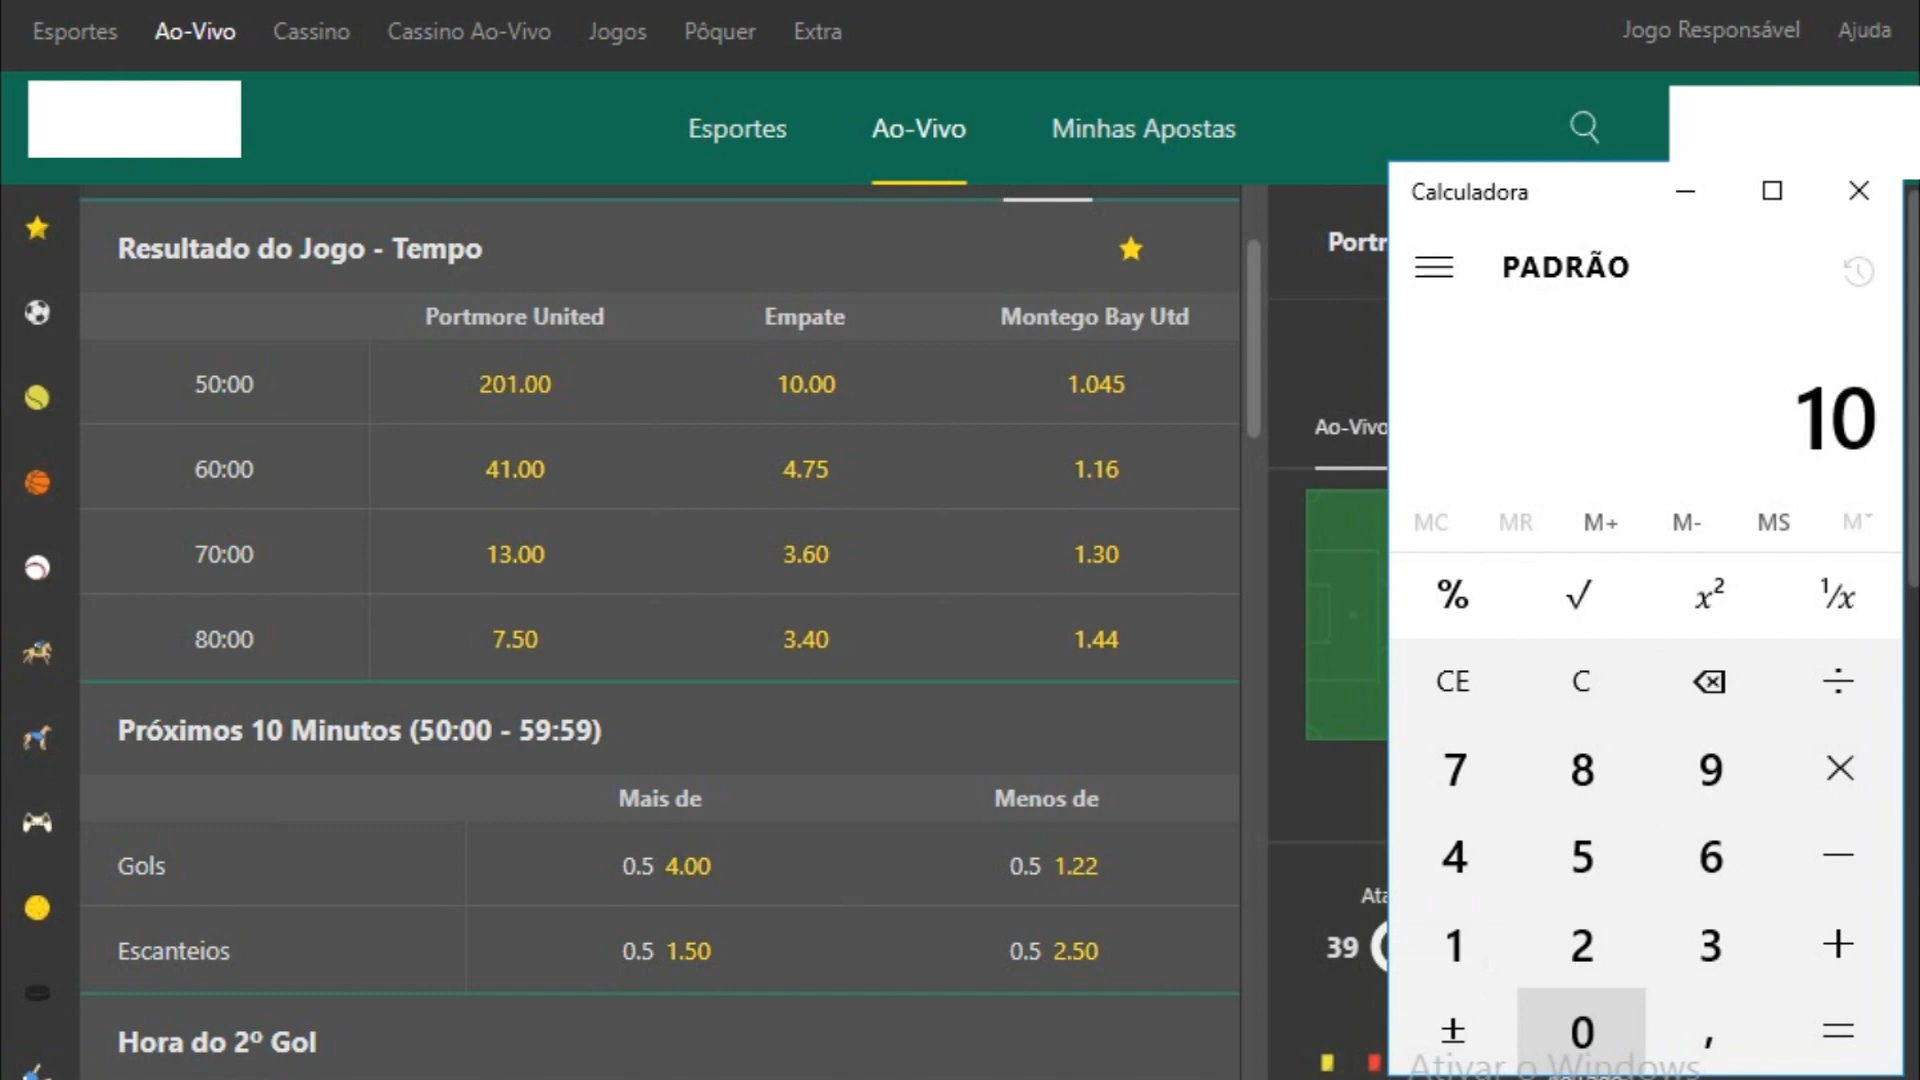 Esportes Ao-Vivo Cassino Cassino Ao-Vivo Jogos Pôquer Extra Jogo Responsável Ajuda
Esportes Ao-Vivo Minhas Apostas
Calculadora
Resultado do Jogo - Tempo
Portmore United Empate Montego Bay Utd
50:00 201.00 10.00 1.045
60:00 41.00 4.75 1.16
70:00 13.00 3.60 1.30
80:00 7.50 3.40 1.44
Próximos 10 Minutos (50:00 - 59:59)
Mais de Menos de
Gols 0.5 4.00 0.5 1.22
Escanteios 0.5 1.50 0.5 2.50
Hora do 2º Gol
Portr
Ao-Vivo
Ata
39
PADRÃO
10
MC MR M+ M- MS M
% √ x² ¹/x
CE C ÷
7 8 9 ×
4 5 6 −
1 2 3 +
± 0 , =
Ativar o Windows